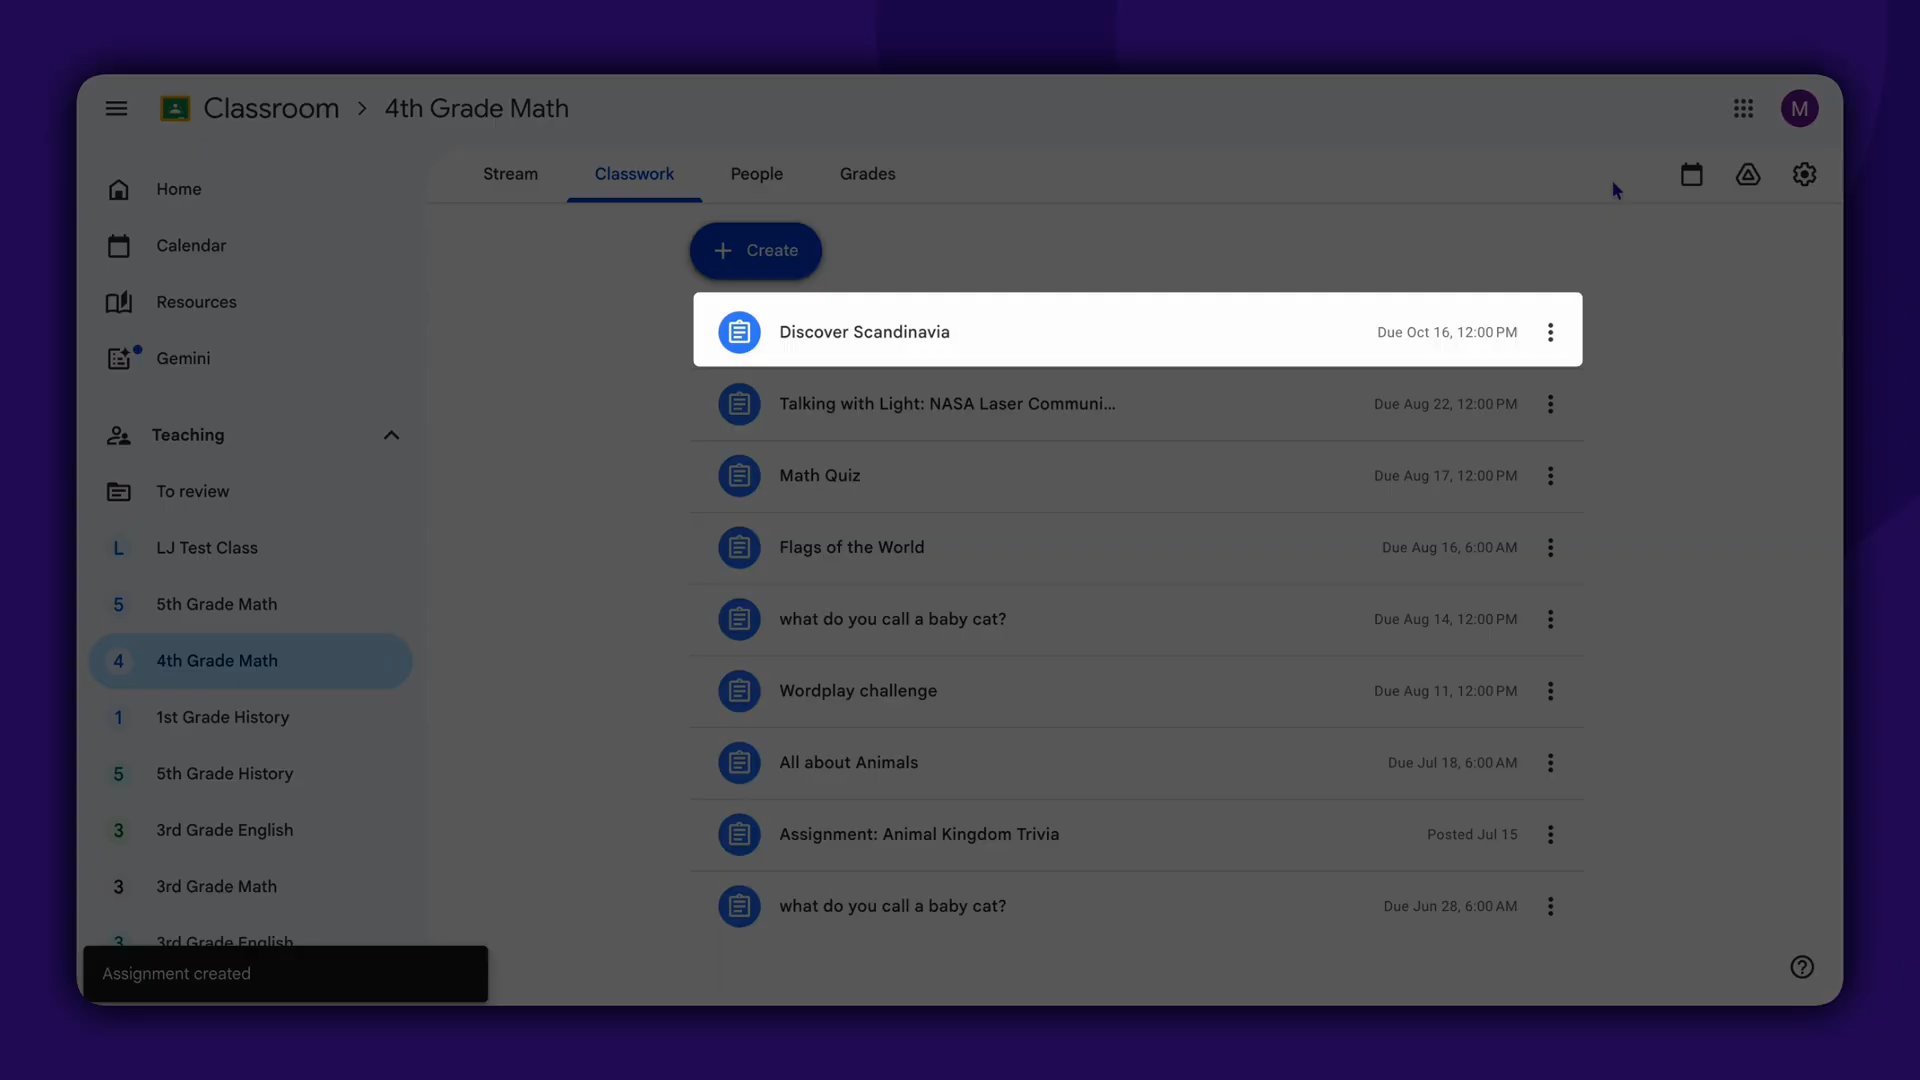 Classroom > 4th Grade Math
M
Home
Calendar
Resources
Gemini
Teaching
To review
L LJ Test Class
5 5th Grade Math
4 4th Grade Math
1 1st Grade History
5 5th Grade History
3 3rd Grade English
3 3rd Grade Math
3 3rd Grade English
Assignment created
Stream Classwork People Grades
+ Create
Discover Scandinavia Due Oct 16, 12:00 PM
Talking with Light: NASA Laser Communi... Due Aug 22, 12:00 PM
Math Quiz Due Aug 17, 12:00 PM
Flags of the World Due Aug 16, 6:00 AM
what do you call a baby cat? Due Aug 14, 12:00 PM
Wordplay challenge Due Aug 11, 12:00 PM
All about Animals Due Jul 18, 6:00 AM
Assignment: Animal Kingdom Trivia Posted Jul 15
what do you call a baby cat? Due Jun 28, 6:00 AM